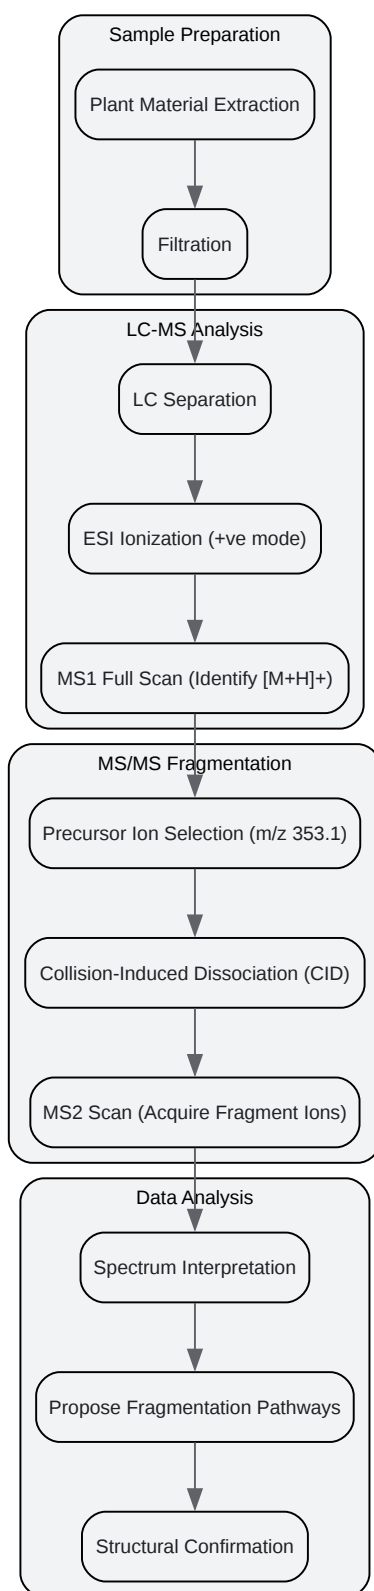 Sample Preparation
Plant Material Extraction
Filtration
LC-MS Analysis
LC Separation
ESI Ionization (+ve mode)
MS1 Full Scan (Identify [M+H]+)
MS/MS Fragmentation
Precursor Ion Selection (m/z 353.1)
Collision-Induced Dissociation (CID)
MS2 Scan (Acquire Fragment Ions)
Data Analysis
Spectrum Interpretation
Propose Fragmentation Pathways
Structural Confirmation